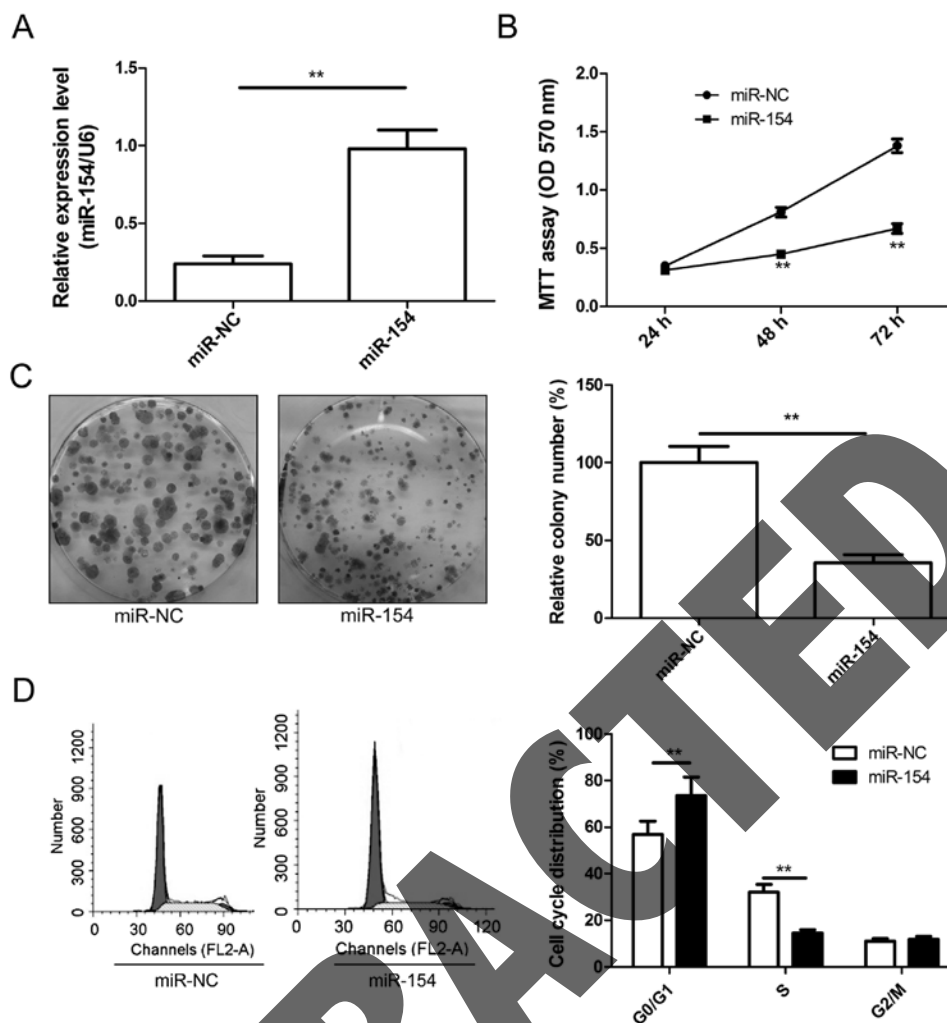 A
Relative expression level
(miR-154/U6)
1.5
1.0
0.5
0.0
**
miR-NC
miR-154
B
MTT assay (OD 570 nm)
2.0
1.5
1.0
0.5
0.0
miR-NC
miR-154
**
**
24 h
48 h
72 h
C
miR-NC
miR-154
Relative colony number (%)
150
100
50
0
**
miR-NC
miR-154
D
Number
1200
900
600
300
0
0 30 60 90
Channels (FL2-A)
miR-NC
Number
1200
900
600
300
0
0 30 60 90 120
Channels (FL2-A)
miR-154
Cell cycle distribution (%)
100
80
60
40
20
0
miR-NC
miR-154
**
**
G0/G1
S
G2/M
RACTED